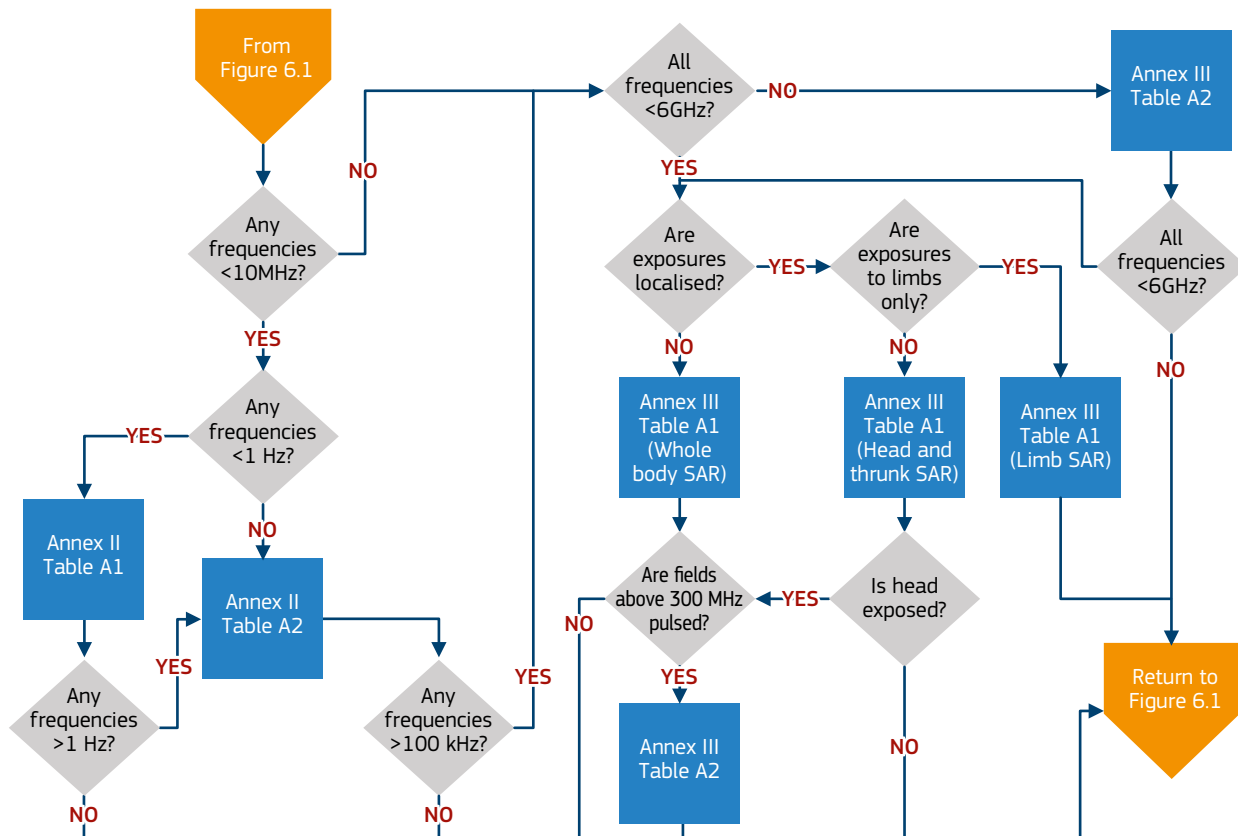 From
Figure 6.1
NO
Any
frequencies
<10MHz?
YES
Any
frequencies
<1 Hz?
YES
NO
Annex II
Table A1
Annex II
Table A2
Any
frequencies
>1 Hz?
YES
NO
Any
frequencies
>100 kHz?
YES
NO
All
frequencies
<6GHz?
NO
YES
Annex III
Table A2
All
frequencies
<6GHz?
NO
Are
exposures
localised?
YES
NO
Are
exposures
to limbs
only?
YES
NO
Annex III
Table A1
(Whole
body SAR)
Annex III
Table A1
(Head and
thrunk SAR)
Annex III
Table A1
(Limb SAR)
Are fields
above 300 MHz
pulsed?
NO
YES
YES
Is head
exposed?
NO
Annex III
Table A2
Return to
Figure 6.1